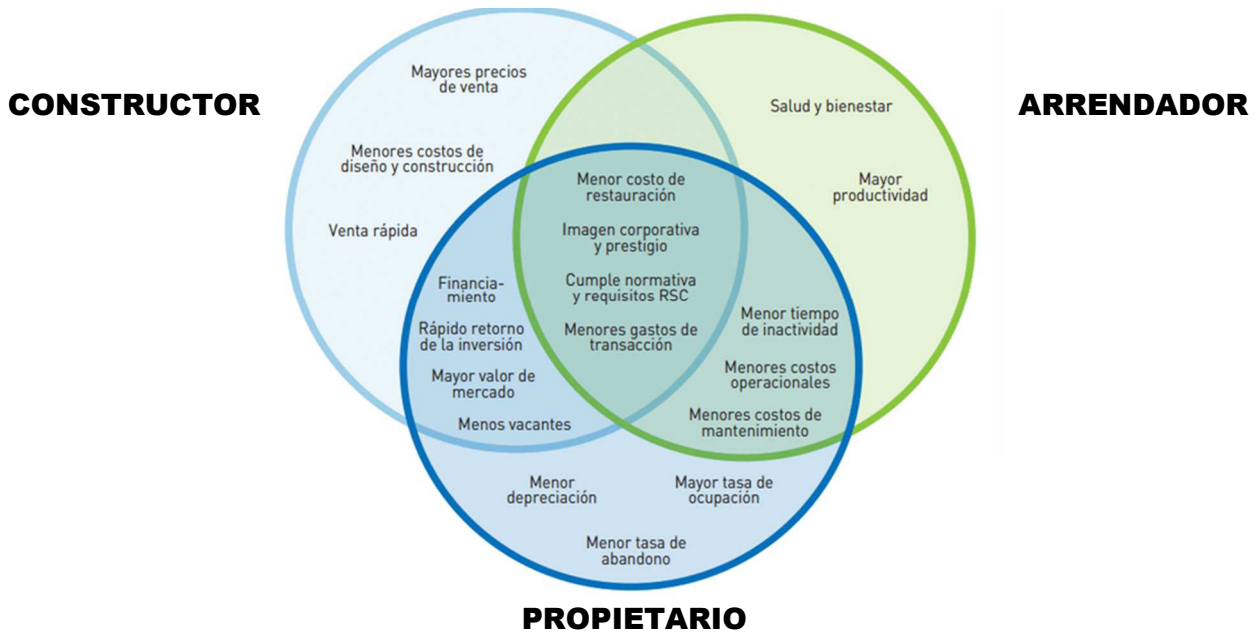 CONSTRUCTOR
ARRENDADOR
Mayores precios
de venta
Menores costos de
diseño y construcción
Venta rápida
Salud y bienestar
Mayor
productividad
Menor costo de
restauración
Imagen corporativa
y prestigio
Cumple normativa
y requisitos RSC
Menores gastos de
transacción
Financia-
miento
Rápido retorno
de la inversión
Mayor valor de
mercado
Menos vacantes
Menor tiempo
de inactividad
Menores costos
operacionales
Menores costos de
mantenimiento
Menor
depreciación
Mayor tasa de
ocupación
Menor tasa de
abandono
PROPIETARIO